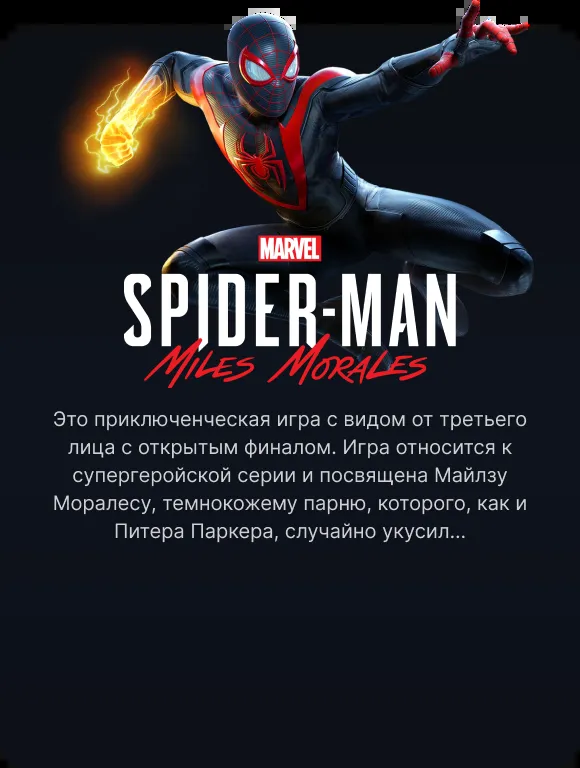 MARVEL
SPIDER-MAN
MILES MORALES
Это приключенческая игра с видом от третьего
лица с открытым финалом. Игра относится к
супергеройской серии и посвящена Майлзу
Моралесу, темнокожему парню, которого, как и
Питера Паркера, случайно укусил...